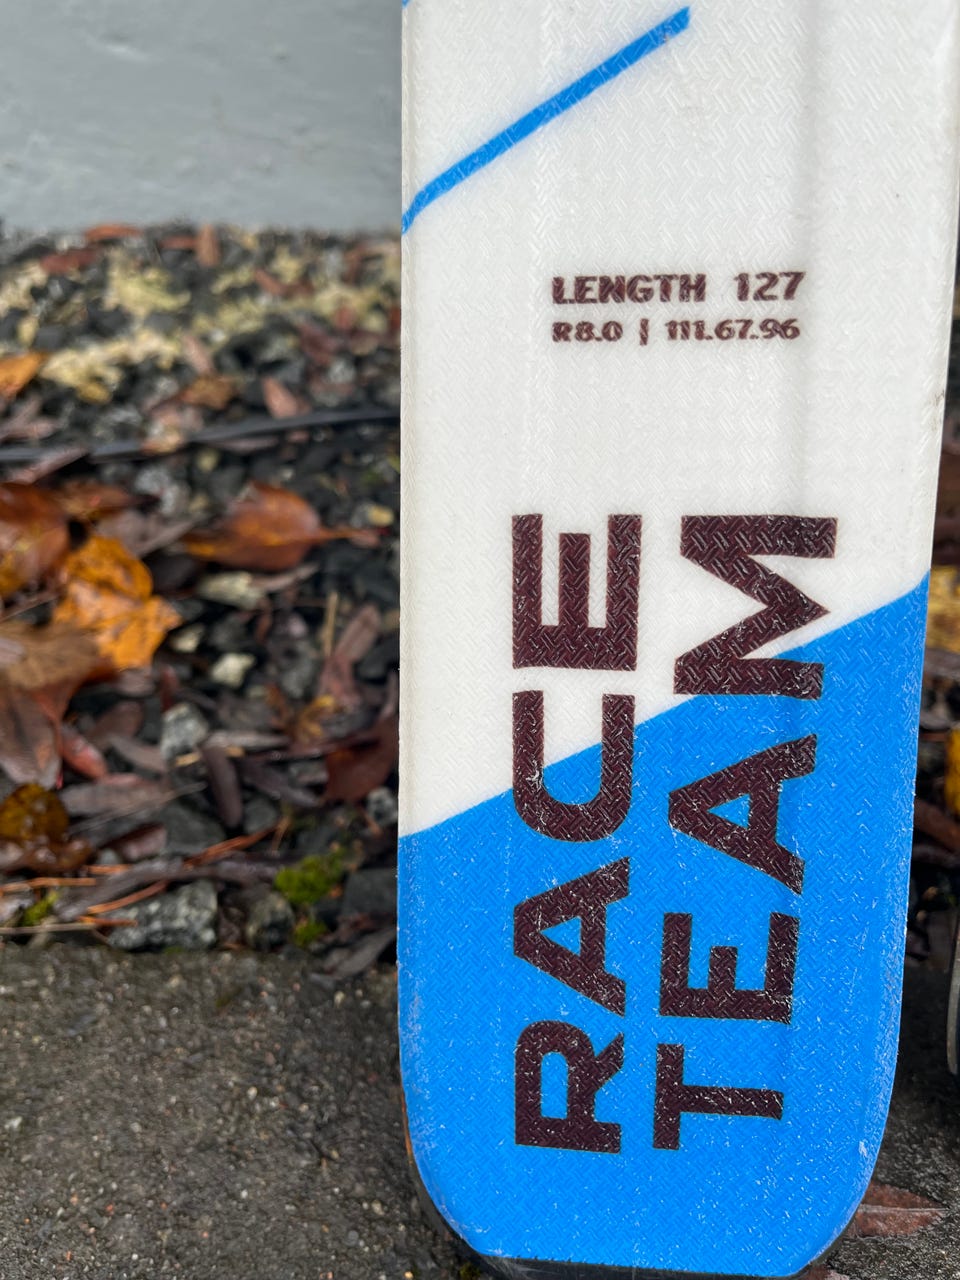 LENGTH 127
R8.0 | 111.67.96
RACE
TEAM